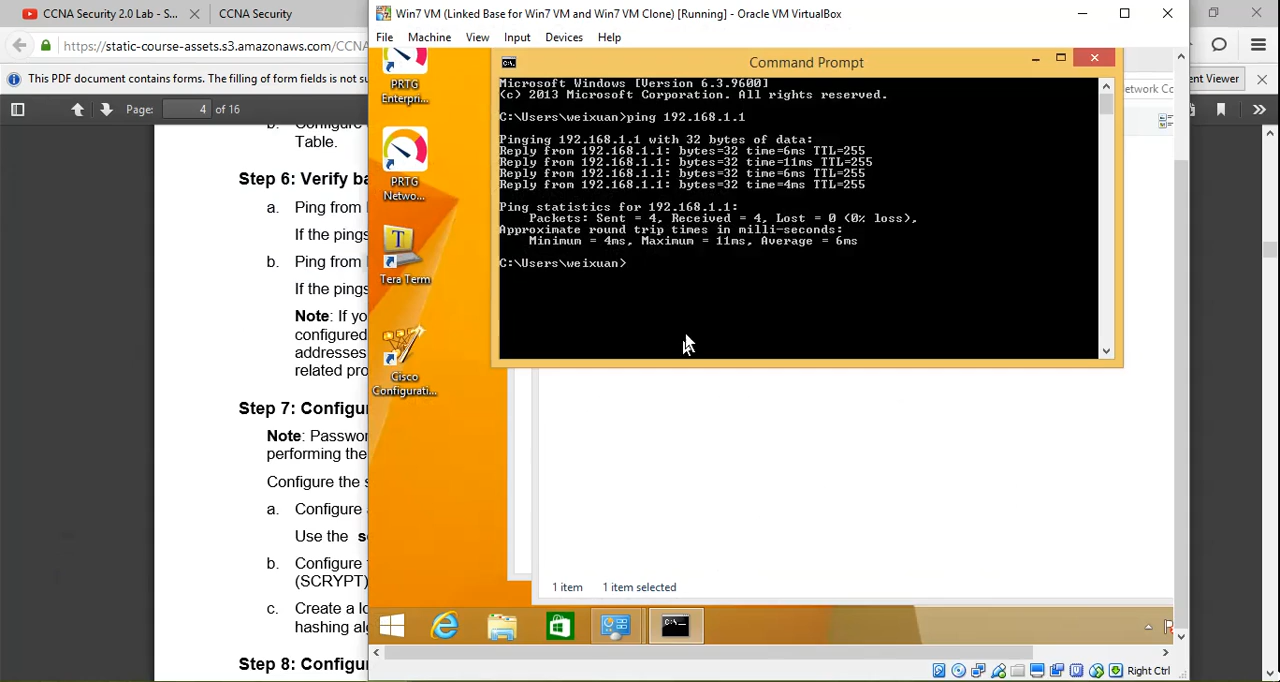 CCNA Security 2.0 Lab - S...
CCNA Security
https://static-course-assets.s3.amazonaws.com/CCN
This PDF document contains forms. The filling of form fields is not su
ent Viewer
Page: 4 of 16
b. Configure
Table.
Step 6: Verify ba
a. Ping from
If the pings
b. Ping from
If the pings
Note: If you
configured
addresses
related pro
Step 7: Configu
Note: Passwor
performing the
Configure the s
a. Configure a
Use the se
b. Configure
(SCRYPT)
c. Create a lo
hashing alg
Step 8: Configu
Win7 VM (Linked Base for Win7 VM and Win7 VM Clone) [Running] - Oracle VM VirtualBox
File Machine View Input Devices Help
PRTG
Enterpri...
PRTG
Netwo...
Tera Term
Cisco
Configurati...
etwork Co
Command Prompt
Microsoft Windows [Version 6.3.9600]
(c) 2013 Microsoft Corporation. All rights reserved.
C:\Users\weixuan>ping 192.168.1.1
Pinging 192.168.1.1 with 32 bytes of data:
Reply from 192.168.1.1: bytes=32 time=6ms TTL=255
Reply from 192.168.1.1: bytes=32 time=11ms TTL=255
Reply from 192.168.1.1: bytes=32 time=6ms TTL=255
Reply from 192.168.1.1: bytes=32 time=4ms TTL=255
Ping statistics for 192.168.1.1:
Packets: Sent = 4, Received = 4, Lost = 0 (0% loss),
Approximate round trip times in milli-seconds:
Minimum = 4ms, Maximum = 11ms, Average = 6ms
C:\Users\weixuan>
1 item 1 item selected
Right Ctrl